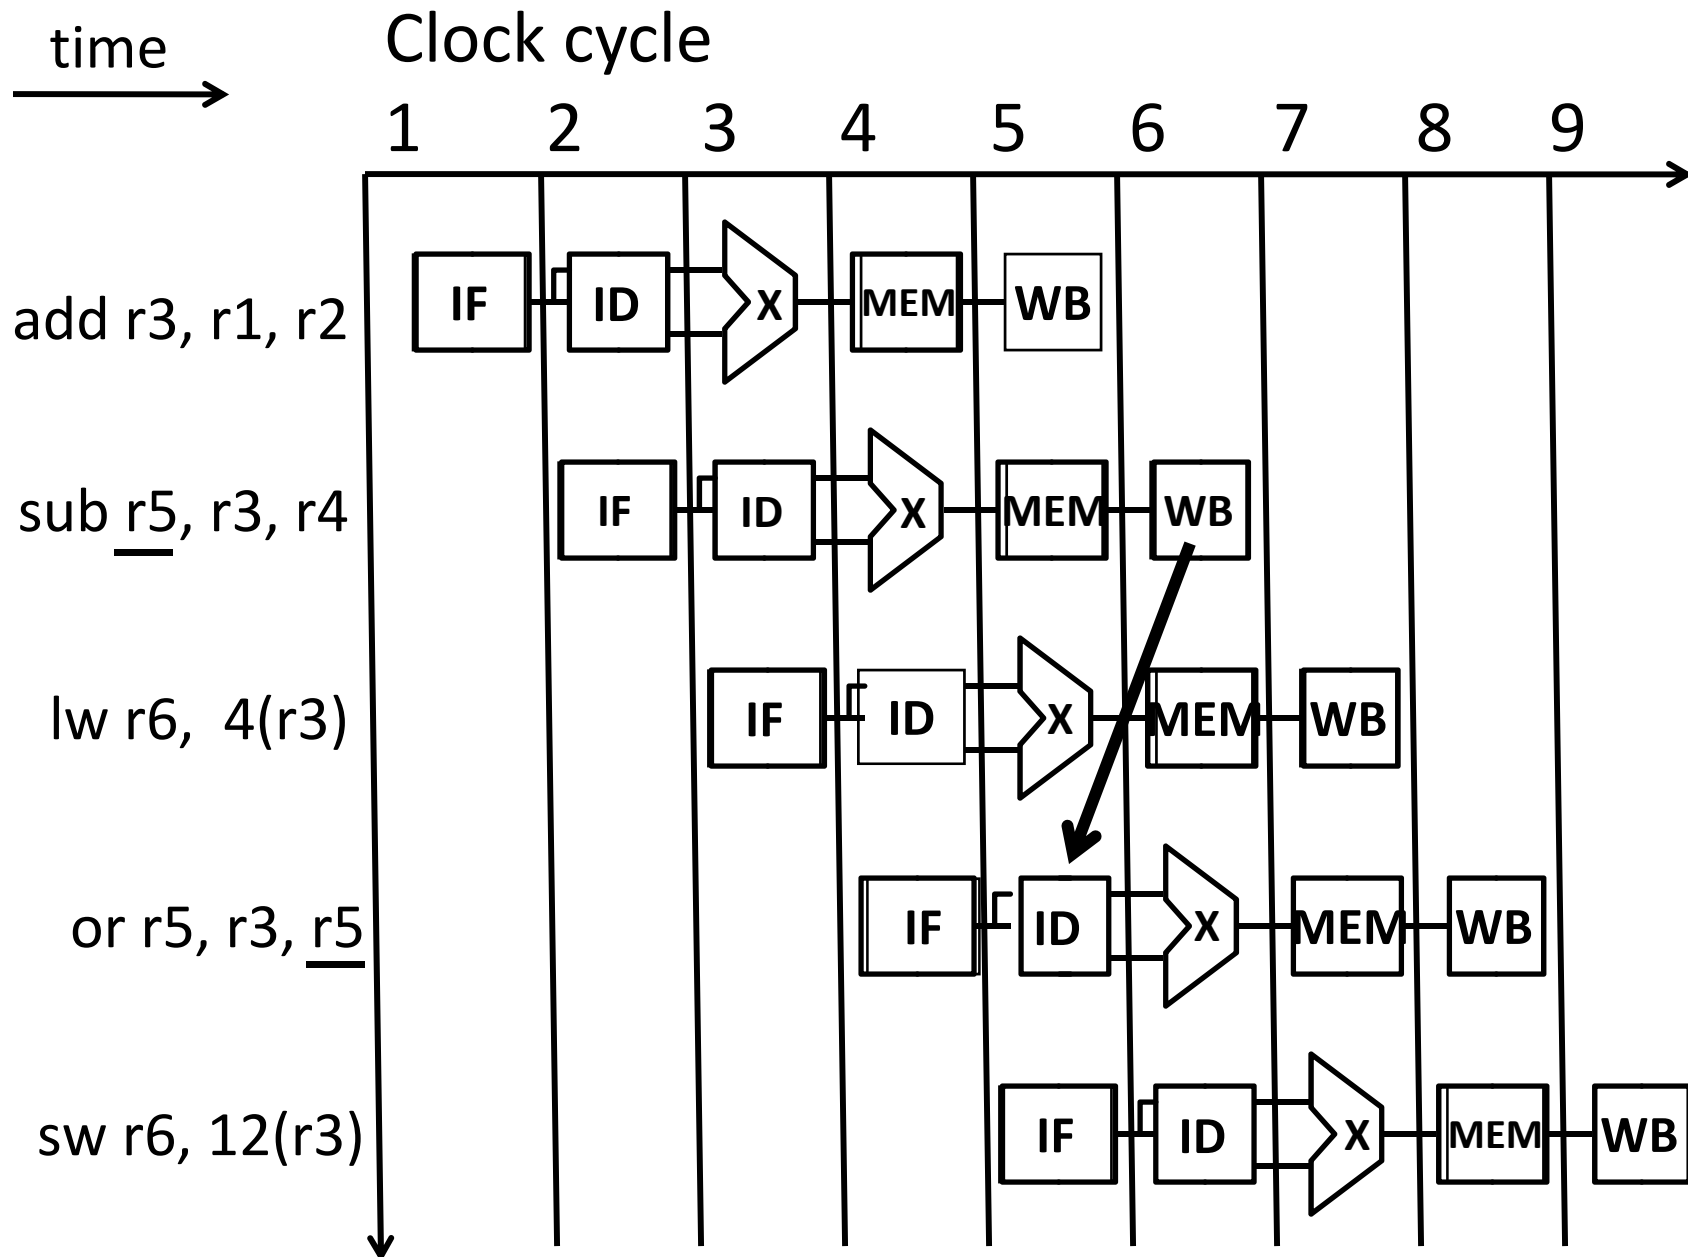 time Clock cycle
1 2 3 4 5 6 7 8 9
add r3, r1, r2 IF ID X MEM WB
sub r5, r3, r4 IF ID X MEM WB
lw r6, 4(r3) IF ID X MEM WB
or r5, r3, r5 IF ID X MEM WB
sw r6, 12(r3) IF ID X MEM WB